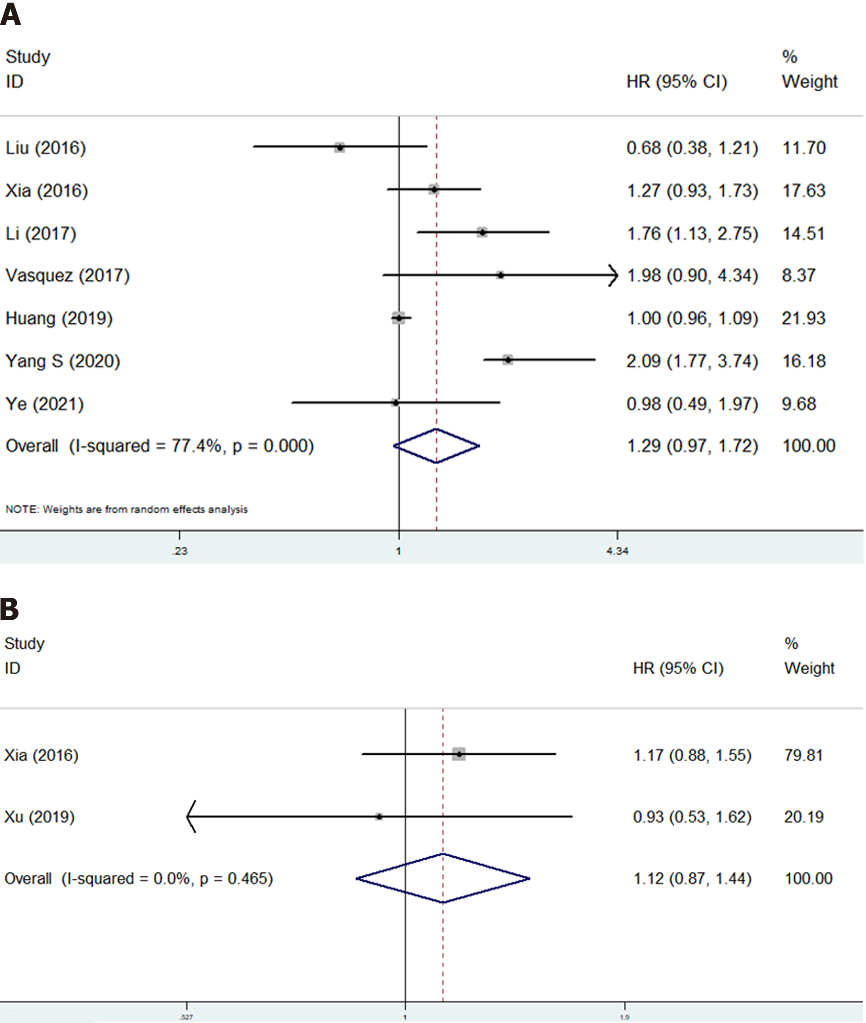 A
Study %
ID HR (95% CI) Weight
Liu (2016) 0.68 (0.38, 1.21) 11.70
Xia (2016) 1.27 (0.93, 1.73) 17.63
Li (2017) 1.76 (1.13, 2.75) 14.51
Vasquez (2017) 1.98 (0.90, 4.34) 8.37
Huang (2019) 1.00 (0.96, 1.09) 21.93
Yang S (2020) 2.09 (1.77, 3.74) 16.18
Ye (2021) 0.98 (0.49, 1.97) 9.68
Overall (I-squared = 77.4%, p = 0.000) 1.29 (0.97, 1.72) 100.00
NOTE: Weights are from random effects analysis
.23 1 4.34
B
Study %
ID HR (95% CI) Weight
Xia (2016) 1.17 (0.88, 1.55) 79.81
Xu (2019) 0.93 (0.53, 1.62) 20.19
Overall (I-squared = 0.0%, p = 0.465) 1.12 (0.87, 1.44) 100.00
.527 1 1.9